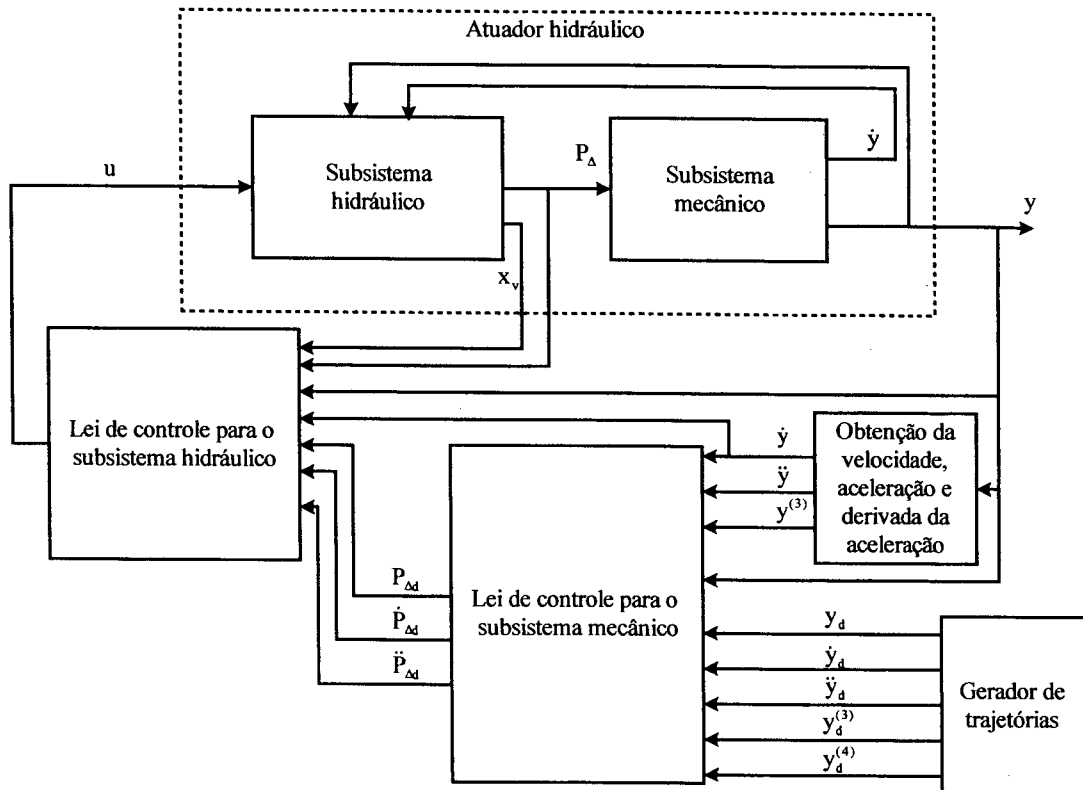 Atuador hidráulico
u
Subsistema
hidráulico
P_Δ
Subsistema
mecânico
ẏ
y
x_v
Lei de controle para o
subsistema hidráulico
ẏ
ÿ
y^(3)
Obtenção da
velocidade,
aceleração e
derivada da
aceleração
P_Δd
Ṗ_Δd
P̈_Δd
Lei de controle para o
subsistema mecânico
y_d
ẏ_d
ÿ_d
y_d^(3)
y_d^(4)
Gerador de
trajetórias